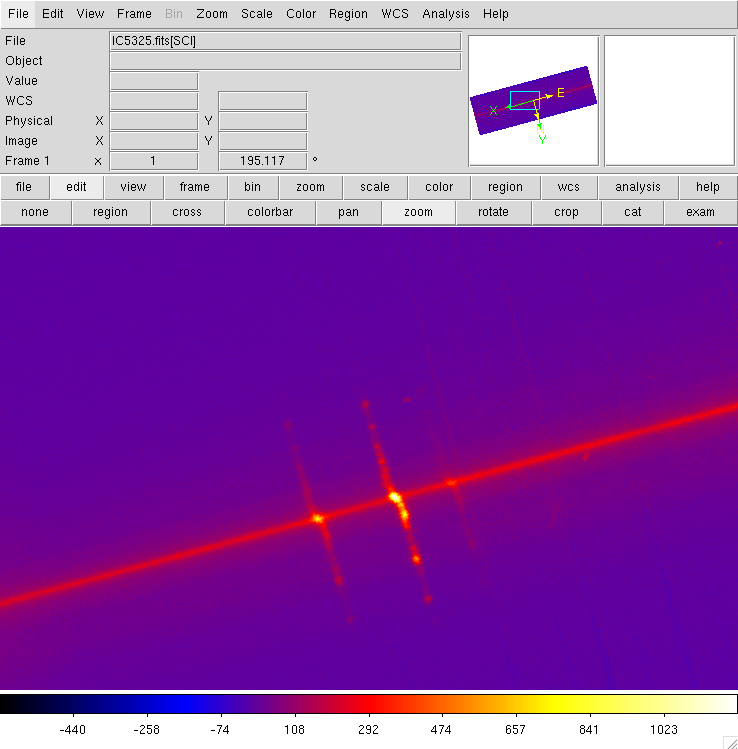 File Edit View Frame Bin Zoom Scale Color Region WCS Analysis Help
File IC5325.fits[SCI]
Object
Value
WCS
Physical X Y
Image X Y
Frame 1 x 1 195.117 °
X E
Y
file edit view frame bin zoom scale color region wcs analysis help
none region cross colorbar pan zoom rotate crop cat exam
-440 -258 -74 108 292 474 657 841 1023